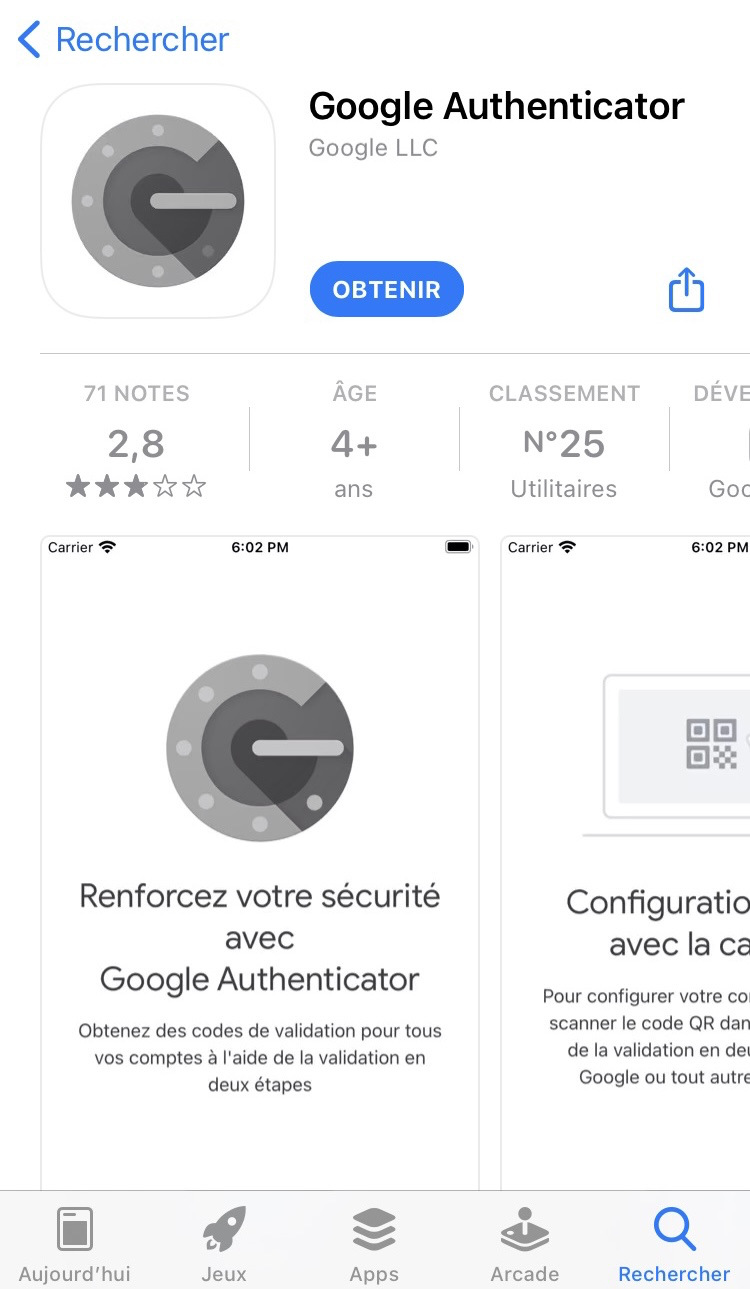 Rechercher
Google Authenticator
Google LLC
OBTENIR
71 NOTES
2,8
ÂGE
4+
ans
CLASSEMENT
N°25
Utilitaires
DÉVE
Goo
Carrier
6:02 PM
Renforcez votre sécurité
avec
Google Authenticator
Obtenez des codes de validation pour tous
vos comptes à l'aide de la validation en
deux étapes
Carrier
6:02 PM
Configuratio
avec la ca
Pour configurer votre co
scanner le code QR dan
de la validation en deu
Google ou tout autre
Aujourd’hui
Jeux
Apps
Arcade
Rechercher